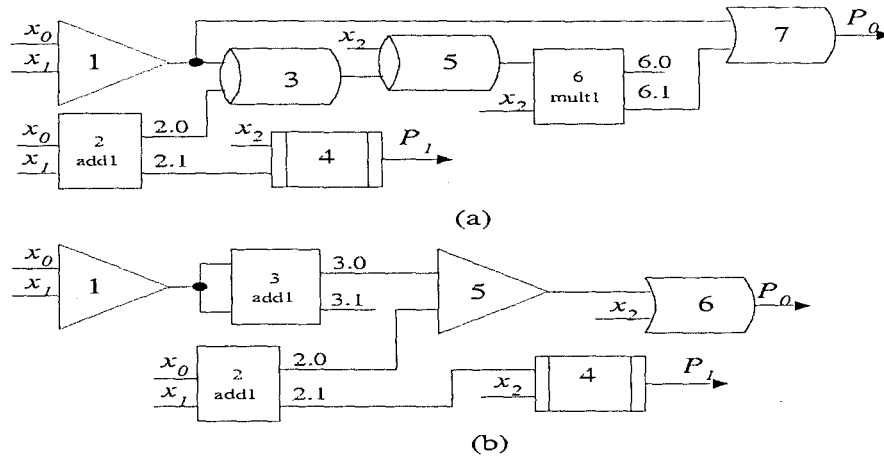 x₀
x₁
1
3
x₂
5
x₂
6
mult1
6.0
6.1
7
P₀
x₀
x₁
2
add1
2.0
2.1
x₂
4
P₁
(a)
x₀
x₁
1
3
add1
3.0
3.1
5
x₂
6
P₀
x₀
x₁
2
add1
2.0
2.1
x₂
4
P₁
(b)